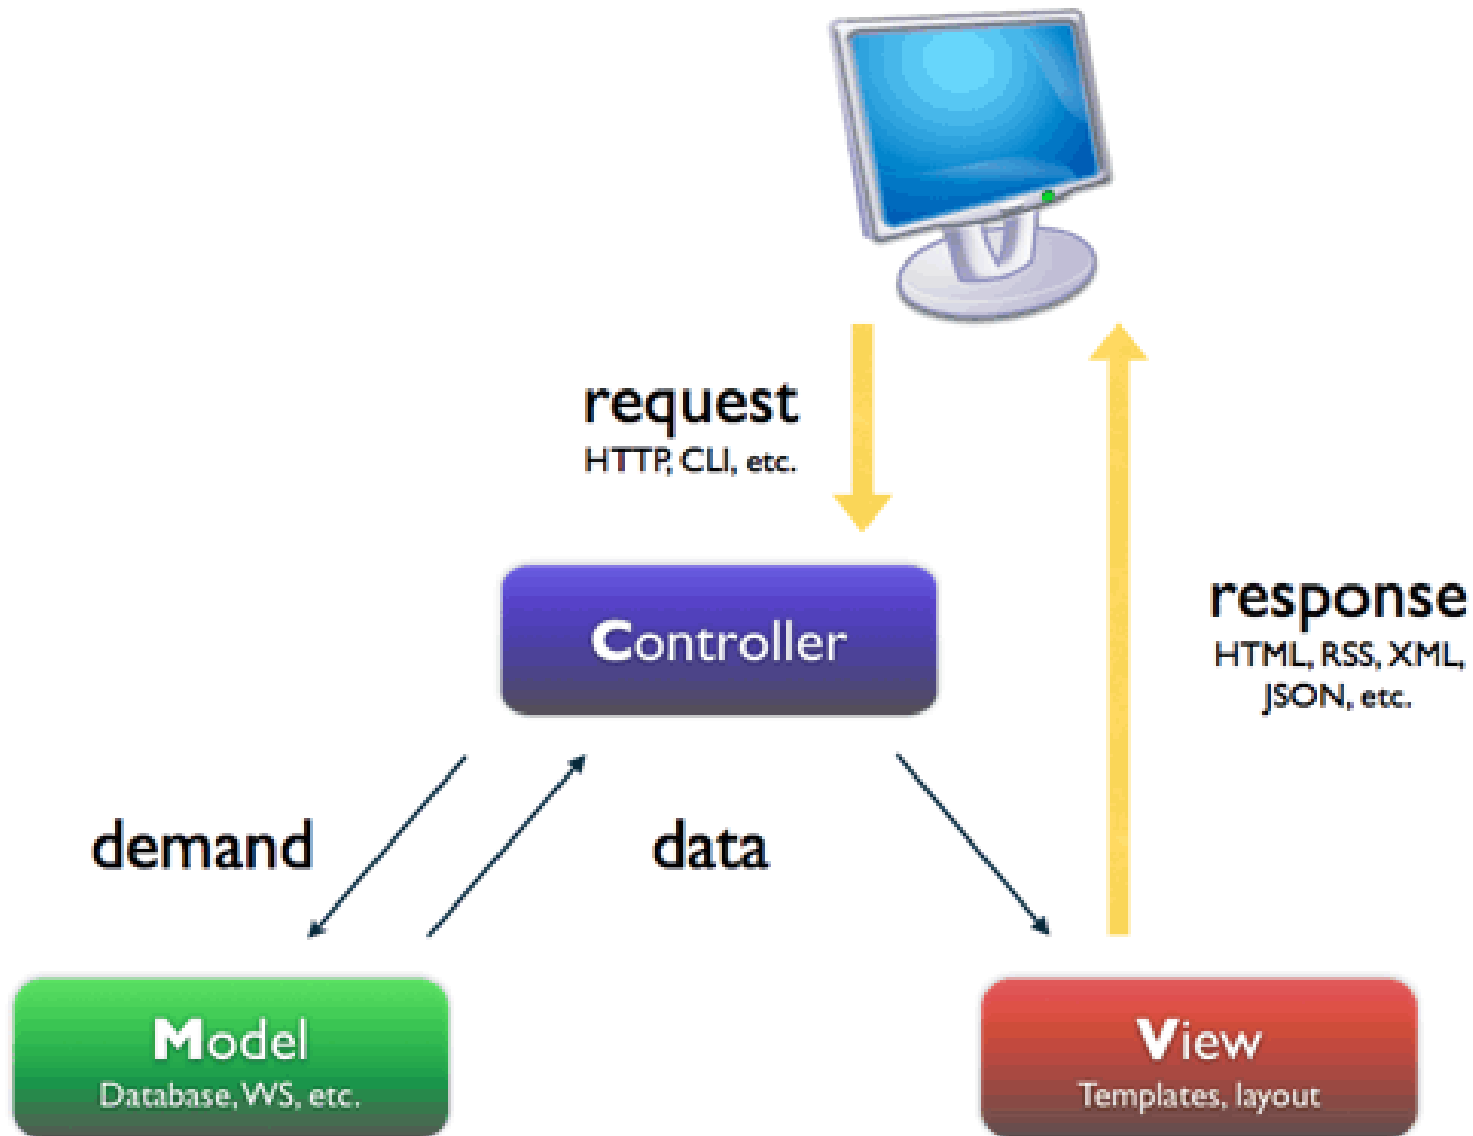 request
HTTP, CLI, etc.
Controller
response
HTML, RSS, XML,
JSON, etc.
demand
data
Model
Database, WS, etc.
View
Templates, layout